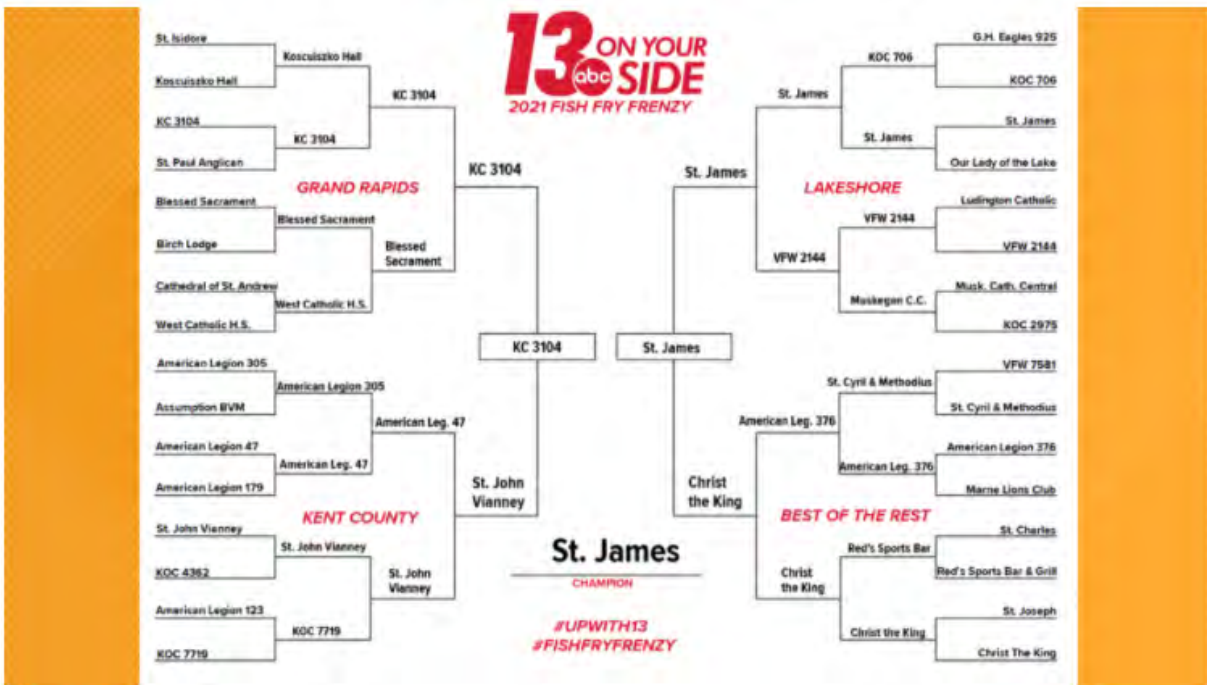 13 ON YOUR
abc SIDE
2021 FISH FRY FRENZY
St. Isidore
Koscuiszko Hall
Koscuiszko Hall
KC 3104
KC 3104
KC 3104
St. Paul Anglican
KC 3104
GRAND RAPIDS
Blessed Sacrament
Blessed Sacrament
Birch Lodge
Blessed
Sacrament
Cathedral of St. Andrew
West Catholic H.S.
West Catholic H.S.
KC 3104
American Legion 305
American Legion 305
Assumption BVM
American Leg. 47
American Legion 47
American Leg. 47
American Legion 179
St. John
Vianney
KENT COUNTY
St. John Vianney
St. John Vianney
KOC 4362
St. John
Vianney
American Legion 123
KOC 7719
KOC 7719
G.H. Eagles 925
KOC 706
KOC 706
St. James
St. James
St. James
Our Lady of the Lake
St. James
LAKESHORE
Ludington Catholic
VFW 2144
VFW 2144
VFW 2144
Musk. Cath. Central
Muskegon C.C.
KOC 2975
St. James
VFW 7581
St. Cyril & Methodius
St. Cyril & Methodius
American Leg. 376
American Legion 376
American Leg. 376
Marne Lions Club
Christ
the King
BEST OF THE REST
St. Charles
Red's Sports Bar
Red's Sports Bar & Grill
Christ
the King
St. Joseph
Christ the King
Christ The King
St. James
CHAMPION
#UPWITH13
#FISHFRYFRENZY